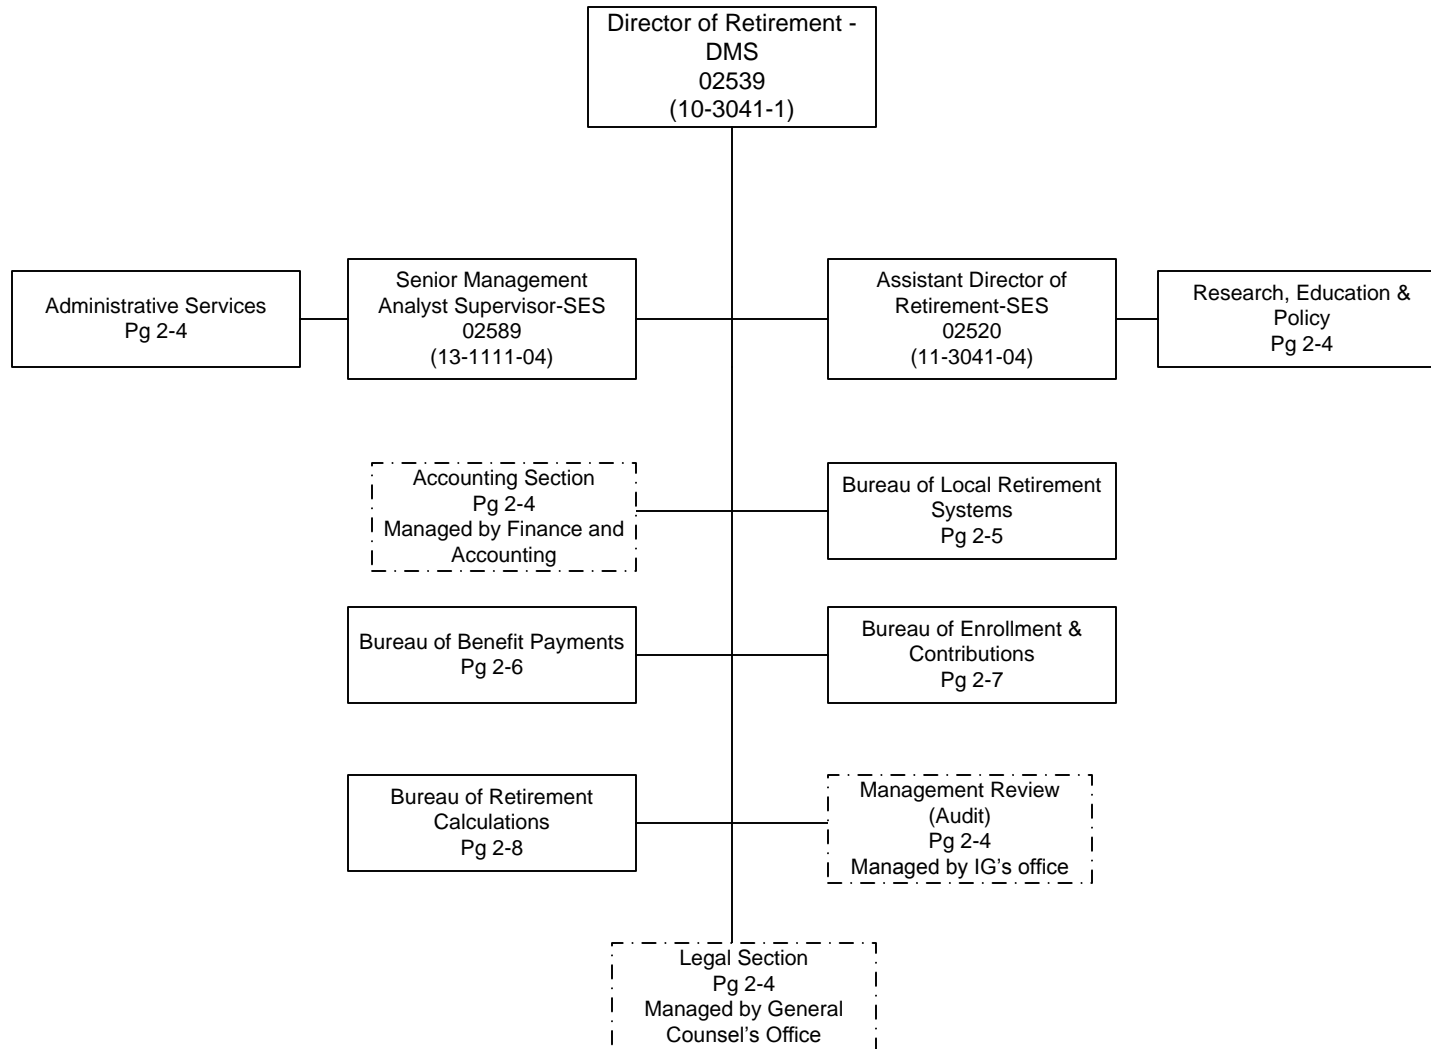 Director of Retirement -
DMS
02539
(10-3041-1)
Administrative Services
Pg 2-4
Senior Management
Analyst Supervisor-SES
02589
(13-1111-04)
Assistant Director of
Retirement-SES
02520
(11-3041-04)
Research, Education &
Policy
Pg 2-4
Accounting Section
Pg 2-4
Managed by Finance and
Accounting
Bureau of Local Retirement
Systems
Pg 2-5
Bureau of Benefit Payments
Pg 2-6
Bureau of Enrollment &
Contributions
Pg 2-7
Bureau of Retirement
Calculations
Pg 2-8
Management Review
(Audit)
Pg 2-4
Managed by IG’s office
Legal Section
Pg 2-4
Managed by General
Counsel’s Office